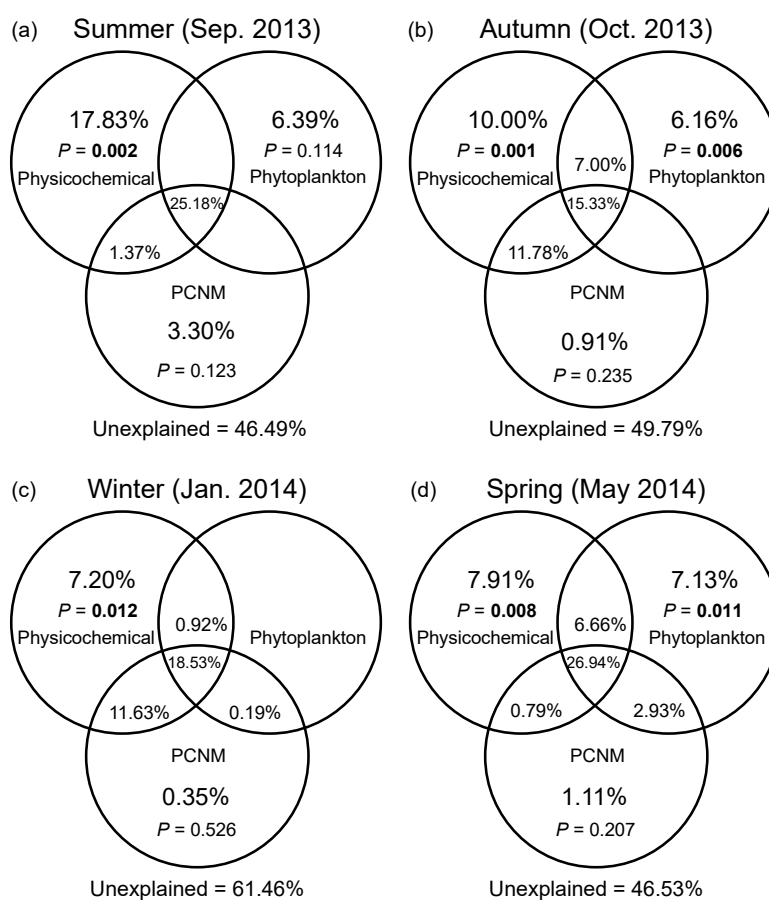 (a) Summer (Sep. 2013)
17.83%
P = 0.002
Physicochemical
6.39%
P = 0.114
Phytoplankton
25.18%
1.37%
PCNM
3.30%
P = 0.123
Unexplained = 46.49%
(b) Autumn (Oct. 2013)
10.00%
P = 0.001
Physicochemical
7.00%
6.16%
P = 0.006
Phytoplankton
15.33%
11.78%
PCNM
0.91%
P = 0.235
Unexplained = 49.79%
(c) Winter (Jan. 2014)
7.20%
P = 0.012
Physicochemical
0.92%
Phytoplankton
18.53%
11.63%
0.19%
PCNM
0.35%
P = 0.526
Unexplained = 61.46%
(d) Spring (May 2014)
7.91%
P = 0.008
Physicochemical
6.66%
7.13%
P = 0.011
Phytoplankton
26.94%
0.79%
2.93%
PCNM
1.11%
P = 0.207
Unexplained = 46.53%